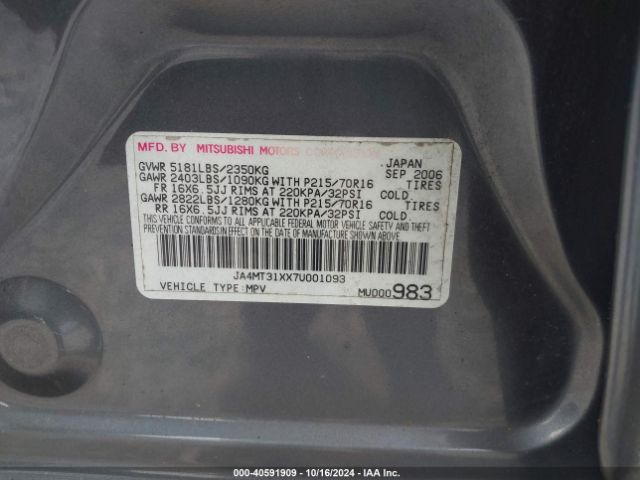 MFD. BY MITSUBISHI MOTORS CORPORATION JAPAN
GVWR 5181LBS/2350KG SEP 2006
GAWR 2403LBS/1090KG WITH P215/70R16 TIRES
FR 16X6.5JJ RIMS AT 220KPA/32PSI COLD.
GAWR 2822LBS/1280KG WITH P215/70R16 TIRES
RR 16X6.5JJ RIMS AT 220KPA/32PSI COLD.
THIS VEHICLE CONFORMS TO ALL APPLICABLE FEDERAL MOTOR VEHICLE SAFETY AND THEFT
PREVENTION STANDARDS IN EFFECT ON THE DATE OF MANUFACTURE SHOWN ABOVE.
JA4MT31XX7U001093
VEHICLE TYPE:MPV MU000983
000-40591909 - 10/16/2024 - IAA Inc.